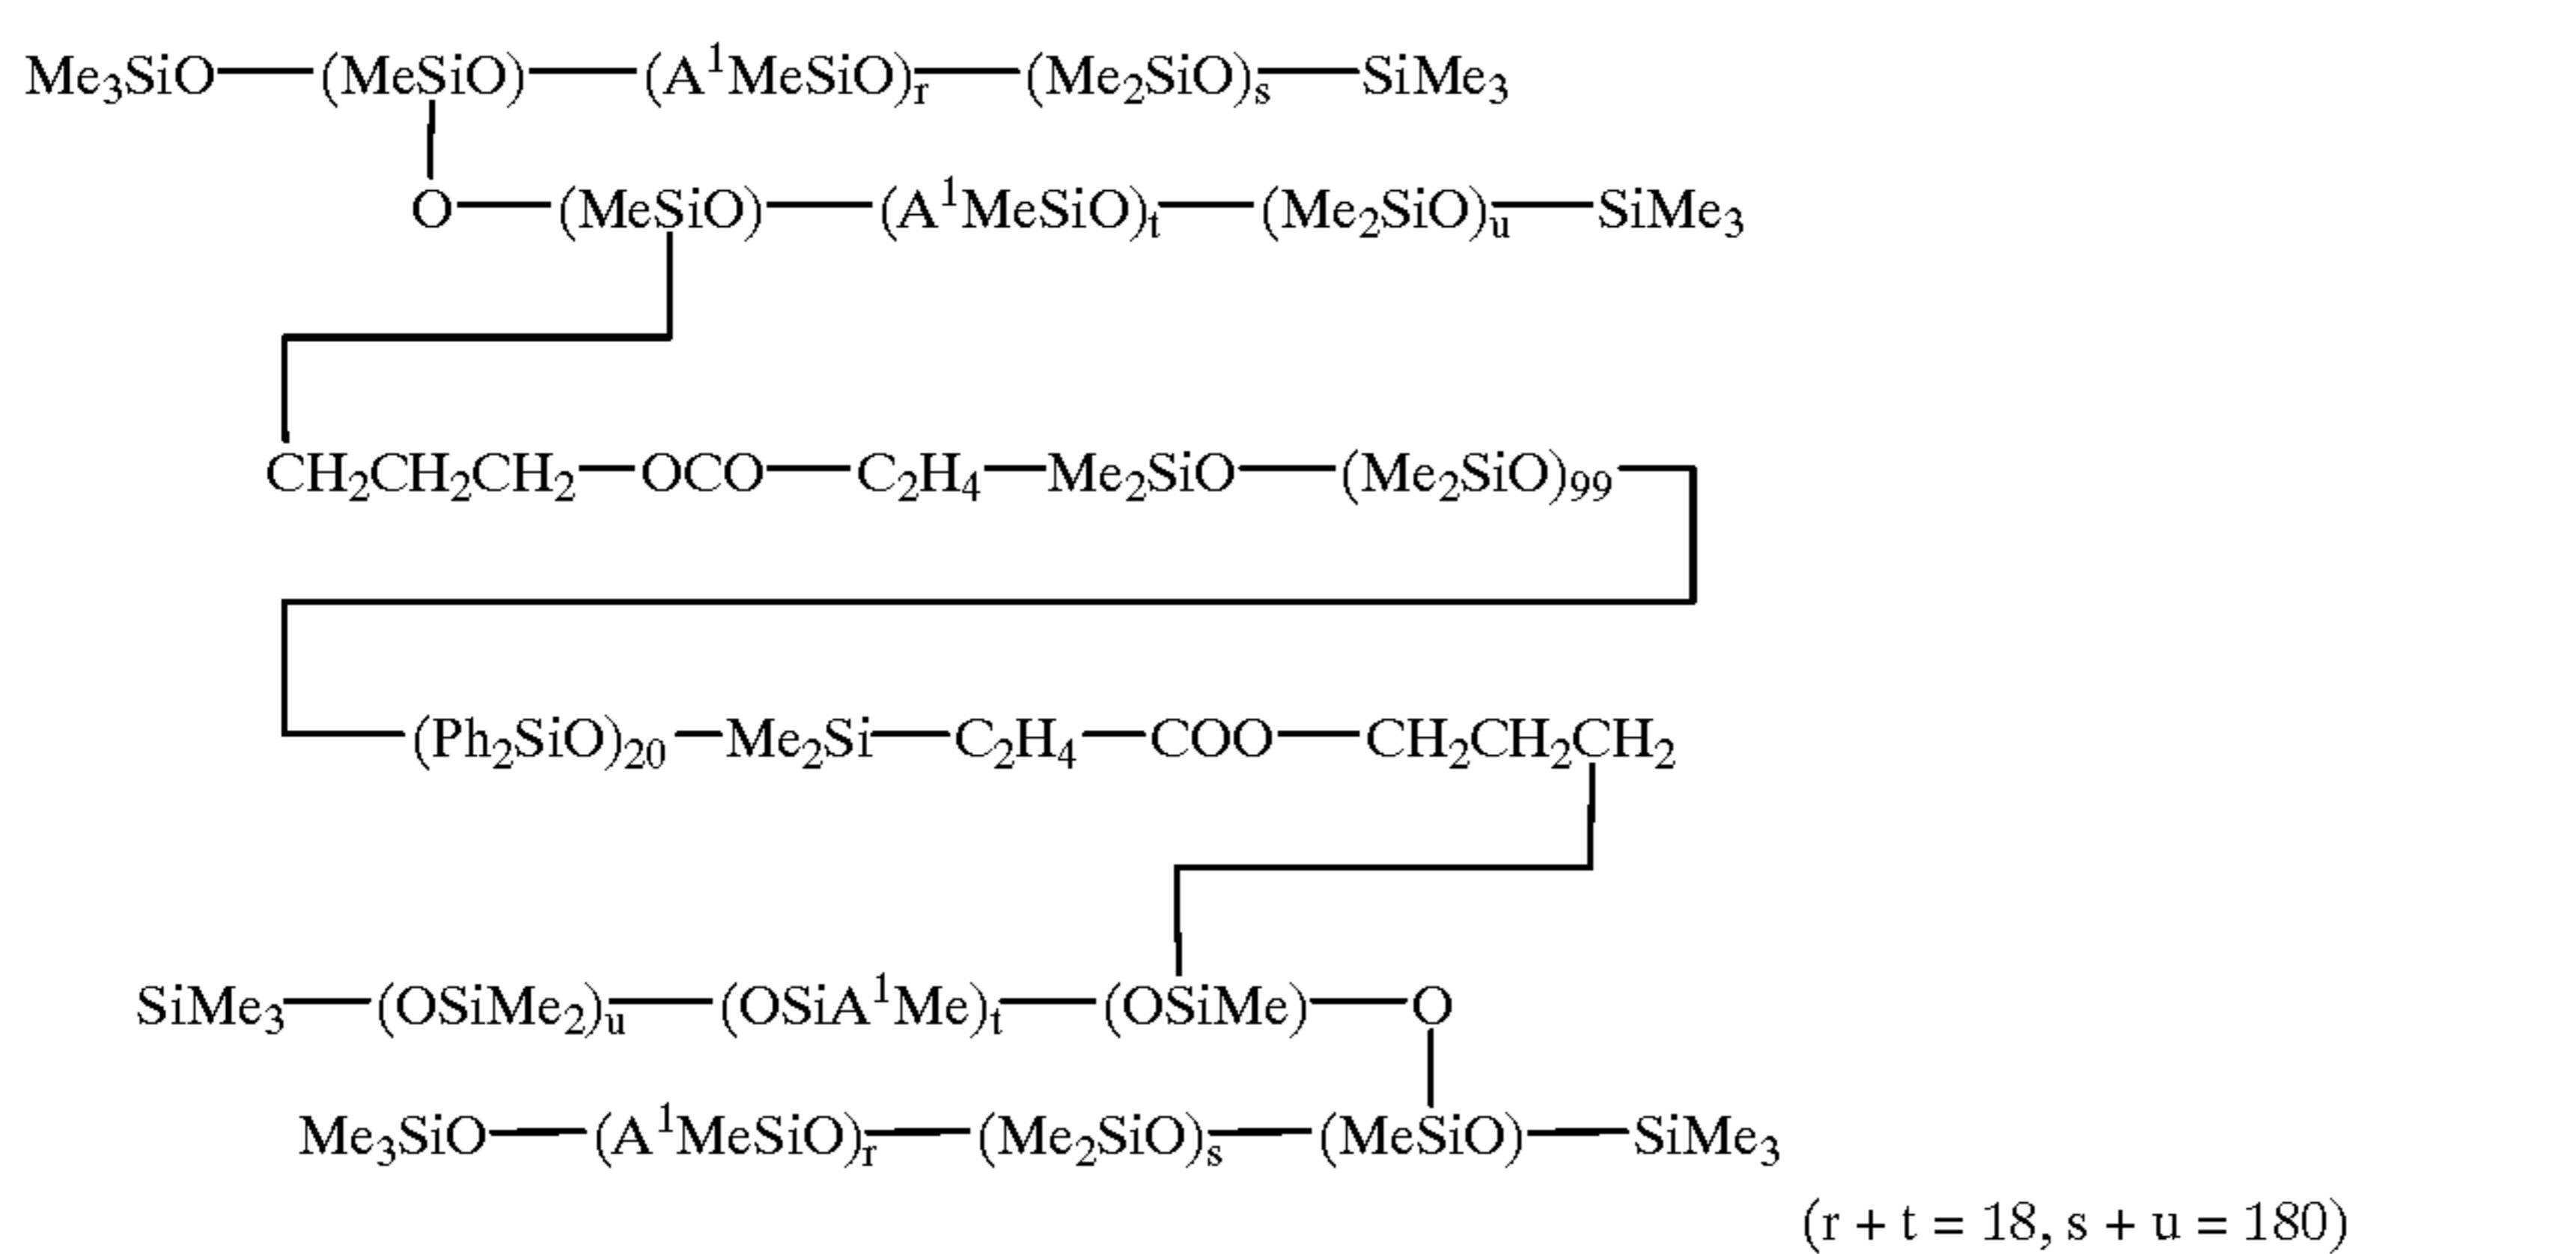 Me₃SiO—(MeSiO)—(A¹MeSiO)ᵣ—(Me₂SiO)ₛ—SiMe₃
O—(MeSiO)—(A¹MeSiO)ₜ—(Me₂SiO)ᵤ—SiMe₃
CH₂CH₂CH₂—OCO—C₂H₄—Me₂SiO—(Me₂SiO)₉₉
(Ph₂SiO)₂₀—Me₂Si—C₂H₄—COO—CH₂CH₂CH₂
SiMe₃—(OSiMe₂)ᵤ—(OSiA¹Me)ₜ—(OSiMe)—O
Me₃SiO—(A¹MeSiO)ᵣ—(Me₂SiO)ₛ—(MeSiO)—SiMe₃
(r + t = 18, s + u = 180)